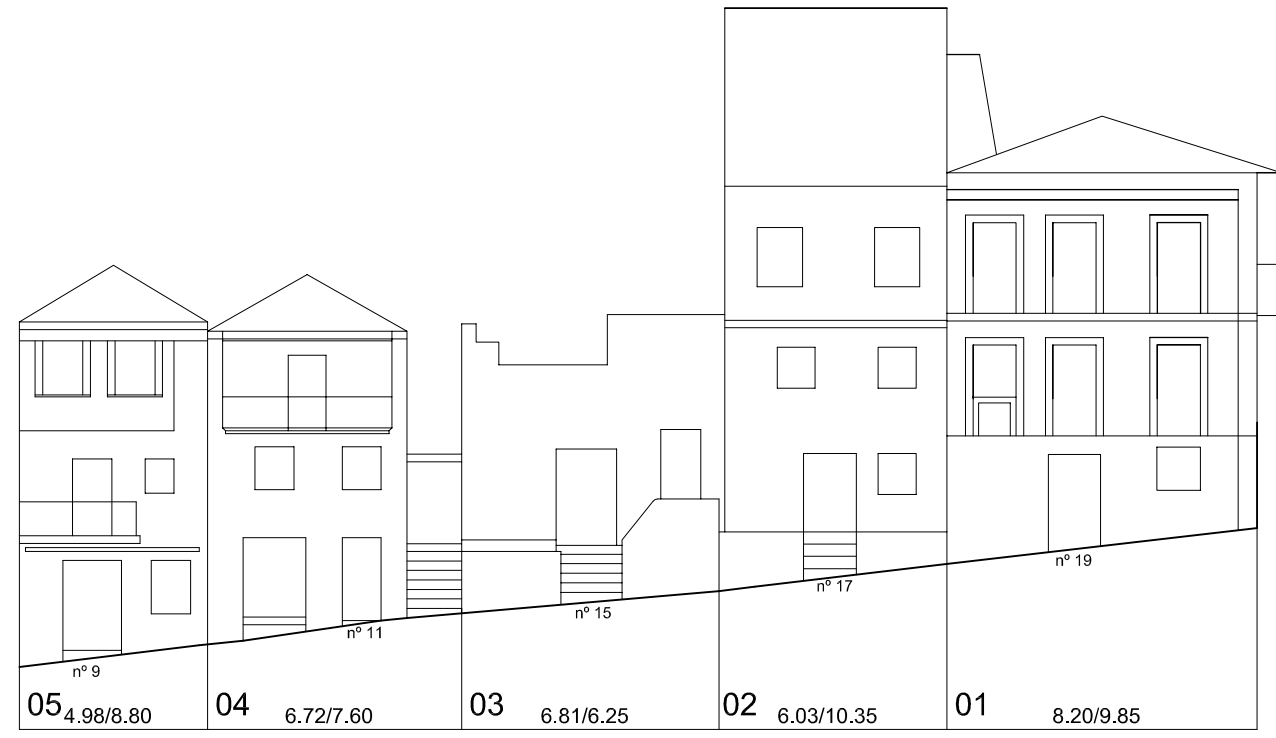 nº 19
nº 17
nº 15
nº 11
nº 9
05 4.98/8.80
04 6.72/7.60
03 6.81/6.25
02 6.03/10.35
01 8.20/9.85